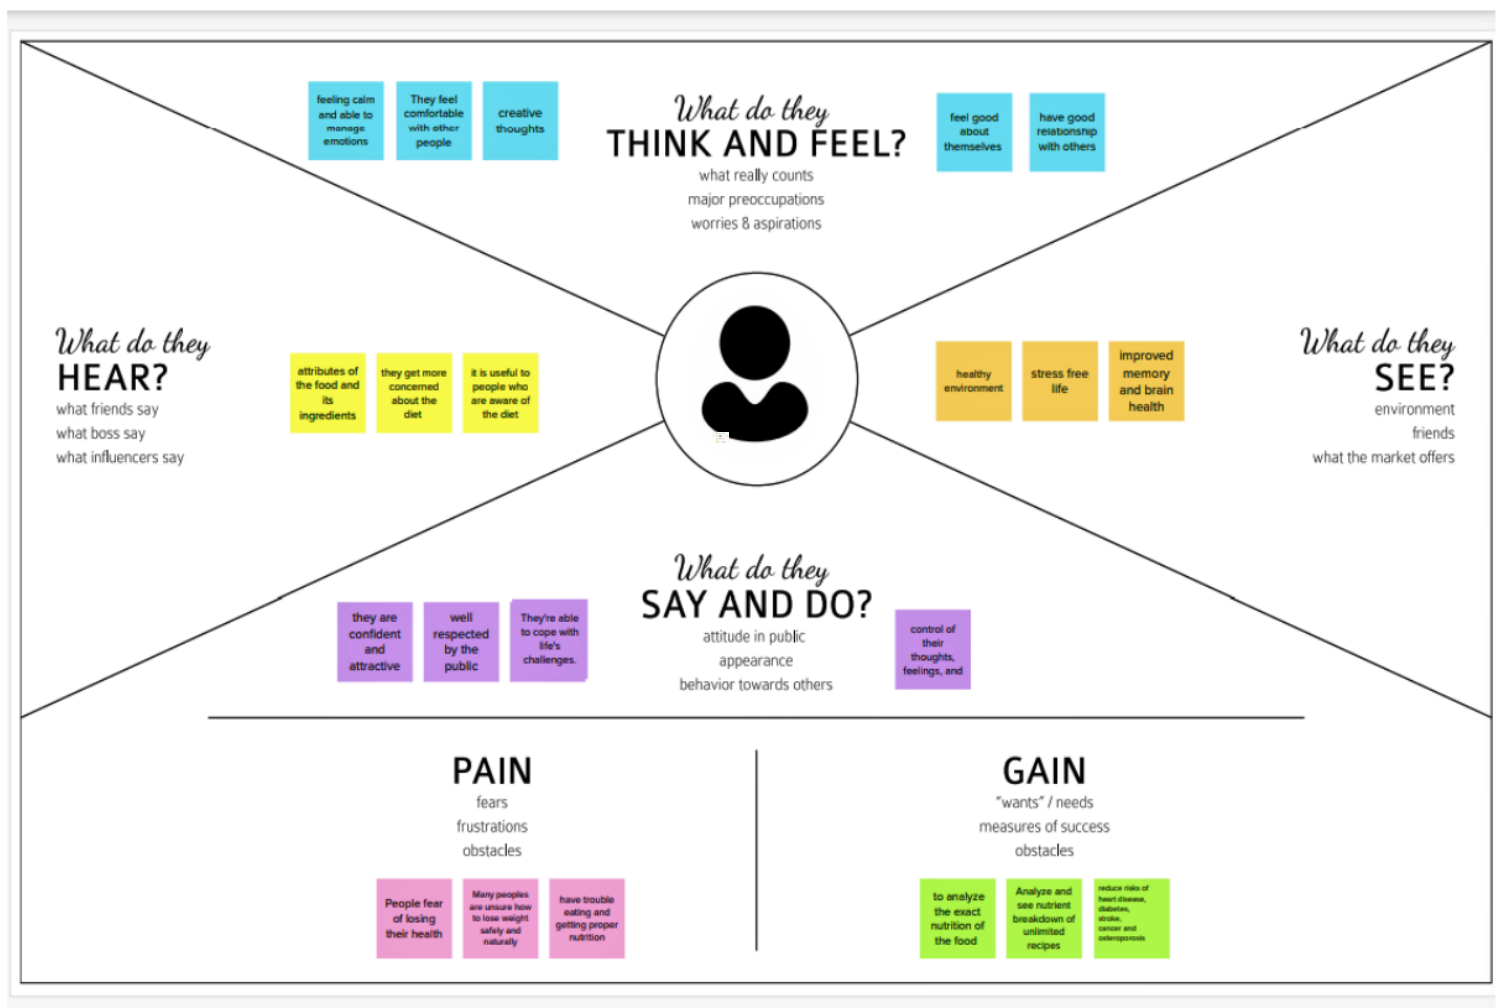 feeling calm
and able to
manage
emotions
They feel
comfortable
with other
people
creative
thoughts
What do they
THINK AND FEEL?
what really counts
major preoccupations
worries & aspirations
feel good
about
themselves
have good
relationship
with others
What do they
HEAR?
what friends say
what boss say
what influencers say
attributes of
the food and
its
ingredients
they get more
concerned
about the
diet
it is useful to
people who
are aware of
the diet
healthy
environment
stress free
life
improved
memory
and brain
health
What do they
SEE?
environment
friends
what the market offers
What do they
SAY AND DO?
attitude in public
appearance
behavior towards others
they are
confident
and
attractive
well
respected
by the
public
They're able
to cope with
life's
challenges.
control of
their
thoughts,
feelings, and
PAIN
fears
frustrations
obstacles
People fear
of losing
their health
Many peoples
are unsure how
to lose weight
safely and
naturally
have trouble
eating and
getting proper
nutrition
GAIN
"wants" / needs
measures of success
obstacles
to analyze
the exact
nutrition of
the food
Analyze and
see nutrient
breakdown of
unlimited
recipes
reduce risks of
heart disease,
diabetes,
stroke,
cancer and
osteroporosis